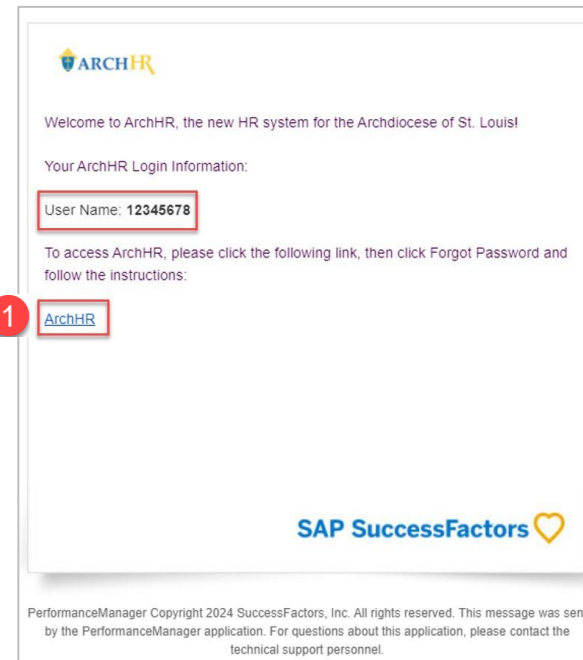 ARCHHR
Welcome to ArchHR, the new HR system for the Archdiocese of St. Louis!
Your ArchHR Login Information:
User Name: 12345678
To access ArchHR, please click the following link, then click Forgot Password and
follow the instructions:
1
ArchHR
SAP SuccessFactors
PerformanceManager Copyright 2024 SuccessFactors, Inc. All rights reserved. This message was sen
by the PerformanceManager application. For questions about this application, please contact the
technical support personnel.